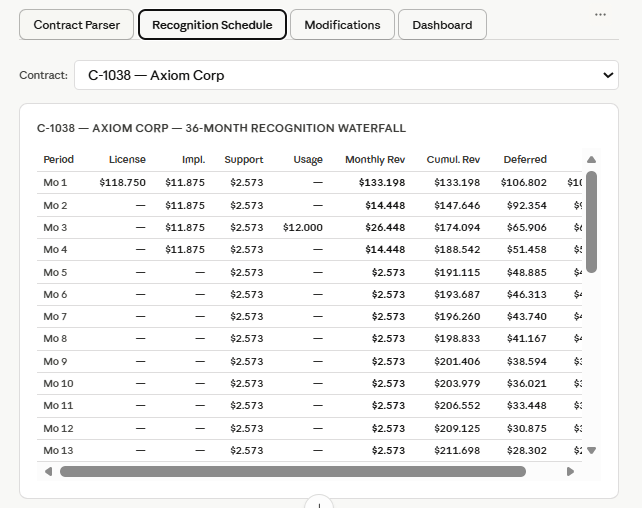 Contract Parser Recognition Schedule Modifications Dashboard ...
Contract: C-1038 — Axiom Corp
C-1038 — AXIOM CORP — 36-MONTH RECOGNITION WATERFALL
Period License Impl. Support Usage Monthly Rev Cumul. Rev Deferred
Mo 1 $118.750 $11.875 $2.573 — $133.198 $133.198 $106.802
Mo 2 — $11.875 $2.573 — $14.448 $147.646 $92.354
Mo 3 — $11.875 $2.573 $12.000 $26.448 $174.094 $65.906
Mo 4 — $11.875 $2.573 — $14.448 $188.542 $51.458
Mo 5 — — $2.573 — $2.573 $191.115 $48.885
Mo 6 — — $2.573 — $2.573 $193.687 $46.313
Mo 7 — — $2.573 — $2.573 $196.260 $43.740
Mo 8 — — $2.573 — $2.573 $198.833 $41.167
Mo 9 — — $2.573 — $2.573 $201.406 $38.594
Mo 10 — — $2.573 — $2.573 $203.979 $36.021
Mo 11 — — $2.573 — $2.573 $206.552 $33.448
Mo 12 — — $2.573 — $2.573 $209.125 $30.875
Mo 13 — — $2.573 — $2.573 $211.698 $28.302